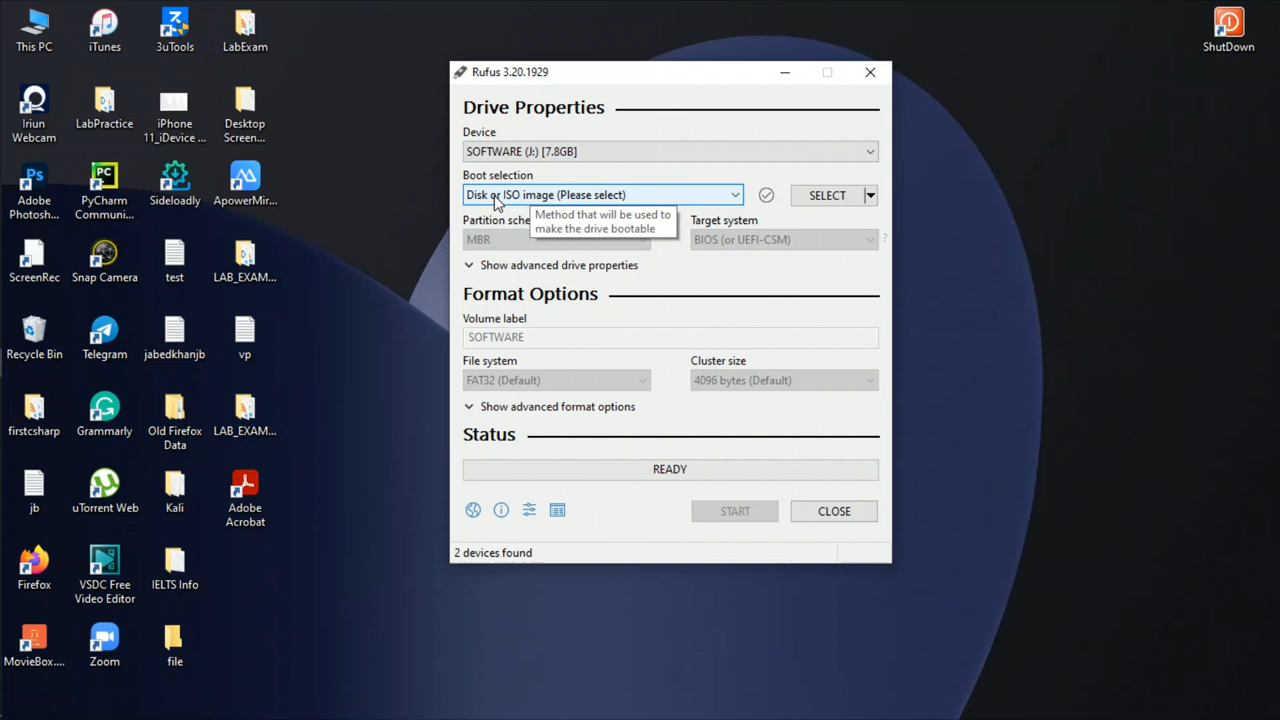 This PC
iTunes
3uTools
LabExam
Iriun
Webcam
LabPractice
iPhone
11_iDevice ...
Desktop
Screen...
Adobe
Photosh...
PyCharm
Communi...
Sideloadly
ApowerMir...
ScreenRec
Snap Camera
test
LAB_EXAM...
Recycle Bin
Telegram
jabedkhanjb
vp
firstcsharp
Grammarly
Old Firefox
Data
LAB_EXAM...
jb
uTorrent Web
Kali
Adobe
Acrobat
Firefox
VSDC Free
Video Editor
IELTS Info
MovieBox....
Zoom
file
ShutDown
Rufus 3.20.1929
Drive Properties
Device
SOFTWARE (J:) [7.8GB]
Boot selection
Disk or ISO image (Please select)
SELECT
Method that will be used to
make the drive bootable
Partition sche
Target system
MBR
BIOS (or UEFI-CSM)
?
Show advanced drive properties
Format Options
Volume label
SOFTWARE
File system
Cluster size
FAT32 (Default)
4096 bytes (Default)
Show advanced format options
Status
READY
START
CLOSE
2 devices found